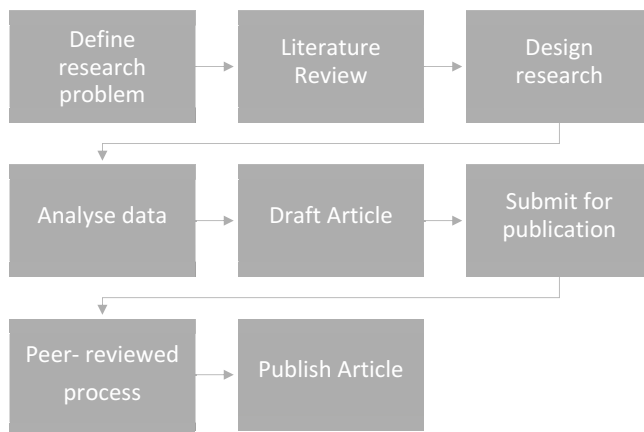 Define
research
problem
Literature
Review
Design
research
Analyse data
Draft Article
Submit for
publication
Peer- reviewed
process
Publish Article